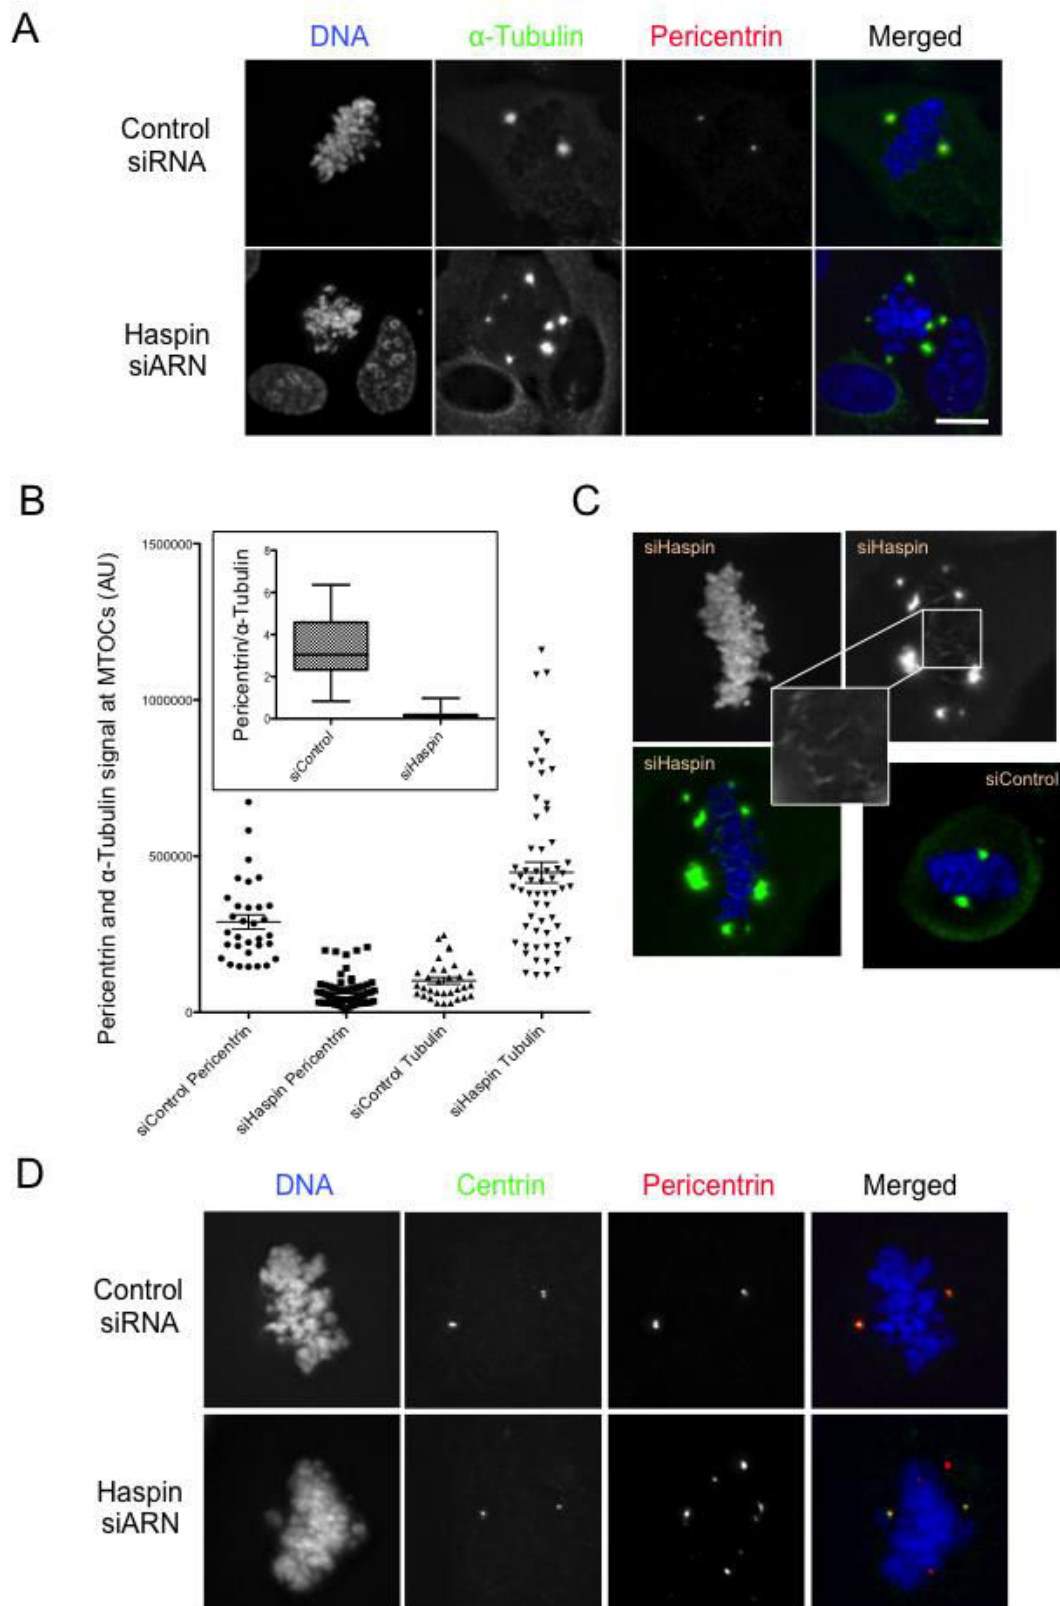 A
DNA
α-Tubulin
Pericentrin
Merged
Control
siRNA
Haspin
siARN
B
Pericentrin and α-Tubulin signal at MTOCs (AU)
1500000
1000000
500000
0
Pericentrin/α-Tubulin
8
6
4
2
0
siControl
siHaspin
siControl Pericentrin
siHaspin Pericentrin
siControl Tubulin
siHaspin Tubulin
C
siHaspin
siHaspin
siHaspin
siControl
D
DNA
Centrin
Pericentrin
Merged
Control
siRNA
Haspin
siARN